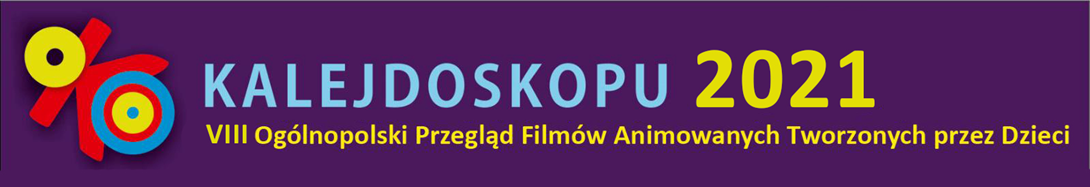 KALEJDOSKOPU 2021
VIII Ogólnopolski Przegląd Filmów Animowanych Tworzonych przez Dzieci